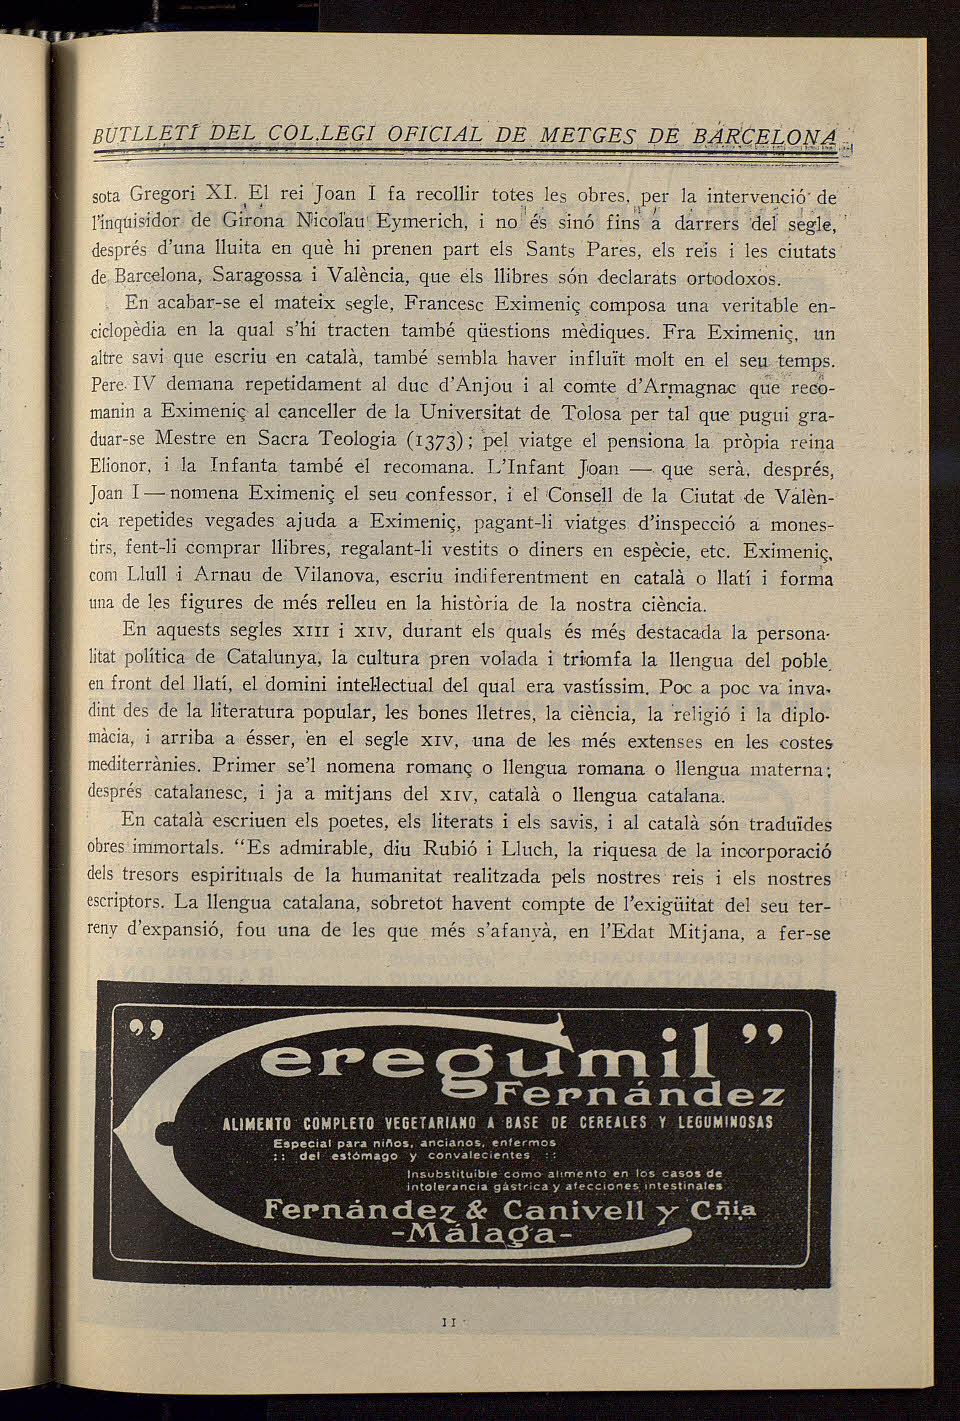 BUTLLETÍ DEL COL.LEGI OFICIAL DE METGES DE BARCELONA
sota Gregori XI. El rei Joan I fa recollir totes les obres, per la intervenció de
l'inquisidor de Girona Nicolau Eymerich, i no és sinó fins a darrers del segle,
després d'una lluita en què hi prenen part els Sants Pares, els reis i les ciutats
de Barcelona, Saragossa i València, que els llibres són declarats ortodoxos.
En acabar-se el mateix segle, Francesc Eximeniç composa una veritable en-
ciclopèdia en la qual s'hi tracten també qüestions mèdiques. Fra Eximeniç, un
altre savi que escriu en català, també sembla haver influït molt en el seu temps.
Pere IV demana repetidament al duc d'Anjou i al comte d'Armagnac que reco-
manin a Eximeniç al canceller de la Universitat de Tolosa per tal que pugui gra-
duar-se Mestre en Sacra Teologia (1373); pel viatge el pensiona la pròpia reina
Elionor, i la Infanta també el recomana. L'Infant Joan — que serà, després,
Joan I — nomena Eximeniç el seu confessor, i el Consell de la Ciutat de Valèn-
cia repetides vegades ajuda a Eximeniç, pagant-li viatges d'inspecció a mones-
tirs, fent-li comprar llibres, regalant-li vestits o diners en espècie, etc. Eximeniç,
com Llull i Arnau de Vilanova, escriu indiferentment en català o llatí i forma
una de les figures de més relleu en la història de la nostra ciència.
En aquests segles XIII i XIV, durant els quals és més destacada la persona-
litat política de Catalunya, la cultura pren volada i triomfa la llengua del poble
en front del llatí, el domini intel·lectual del qual era vastíssim. Poc a poc va inva-
dint des de la literatura popular, les bones lletres, la ciència, la religió i la diplo-
màcia, i arriba a ésser, en el segle XIV, una de les més extenses en les costes
mediterrànies. Primer se'l nomena romanç o llengua romana o llengua materna;
després catalanesc, i ja a mitjans del XIV, català o llengua catalana.
En català escriuen els poetes, els literats i els savis, i al català són traduïdes
obres immortals. "Es admirable, diu Rubió i Lluch, la riquesa de la incorporació
dels tresors espirituals de la humanitat realitzada pels nostres reis i els nostres
escriptors. La llengua catalana, sobretot havent compte de l'exigüitat del seu ter-
reny d'expansió, fou una de les que més s'afanyà, en l'Edat Mitjana, a fer-se
"Ceregumil"
Fernández
ALIMENTO COMPLETO VEGETARIANO A BASE DE CEREALES Y LEGUMINOSAS
Especial para niños, ancianos, enfermos
:: del estómago y convalecientes ::
Insubstituible como alimento en los casos de
intolerancia gástrica y afecciones intestinales
Fernández & Canivell y Cñia
-Málaga-
11